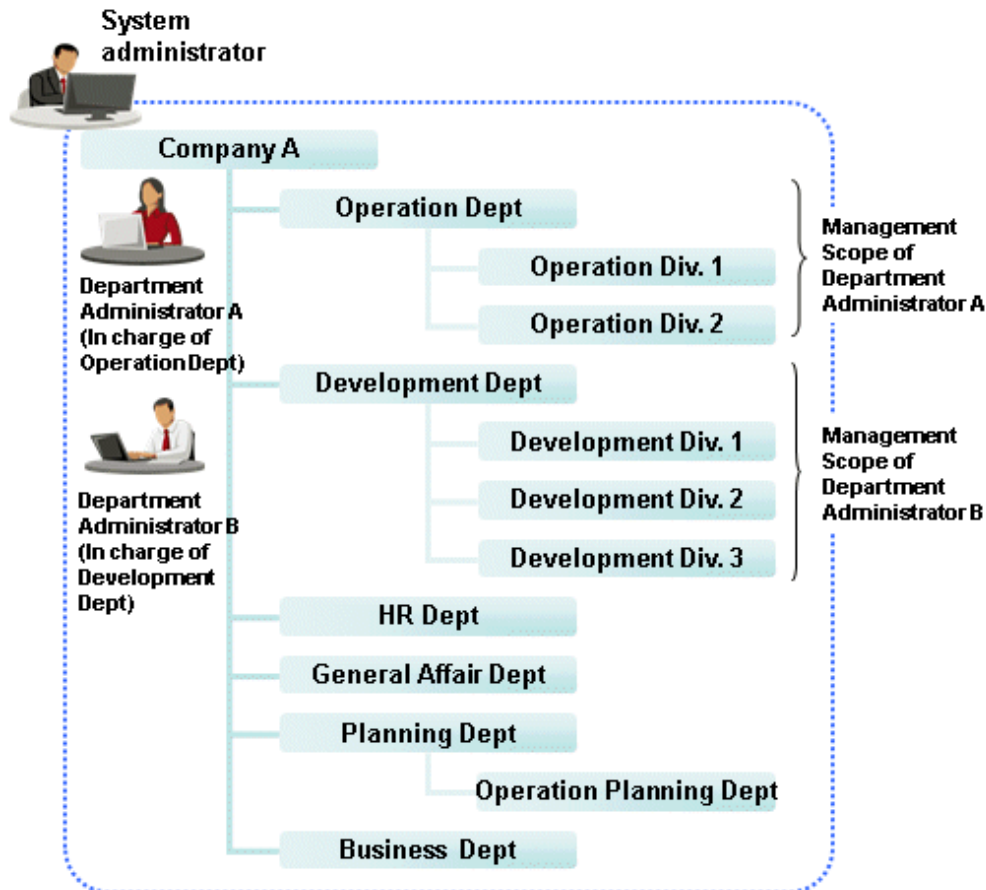 System
administrator
Company A
Operation Dept
Operation Div. 1
Operation Div. 2
Management
Scope of
Department
Administrator A
Department
Administrator A
(In charge of
Operation Dept)
Development Dept
Development Div. 1
Development Div. 2
Development Div. 3
Management
Scope of
Department
Administrator B
Department
Administrator B
(In charge of
Development
Dept)
HR Dept
General Affair Dept
Planning Dept
Operation Planning Dept
Business Dept